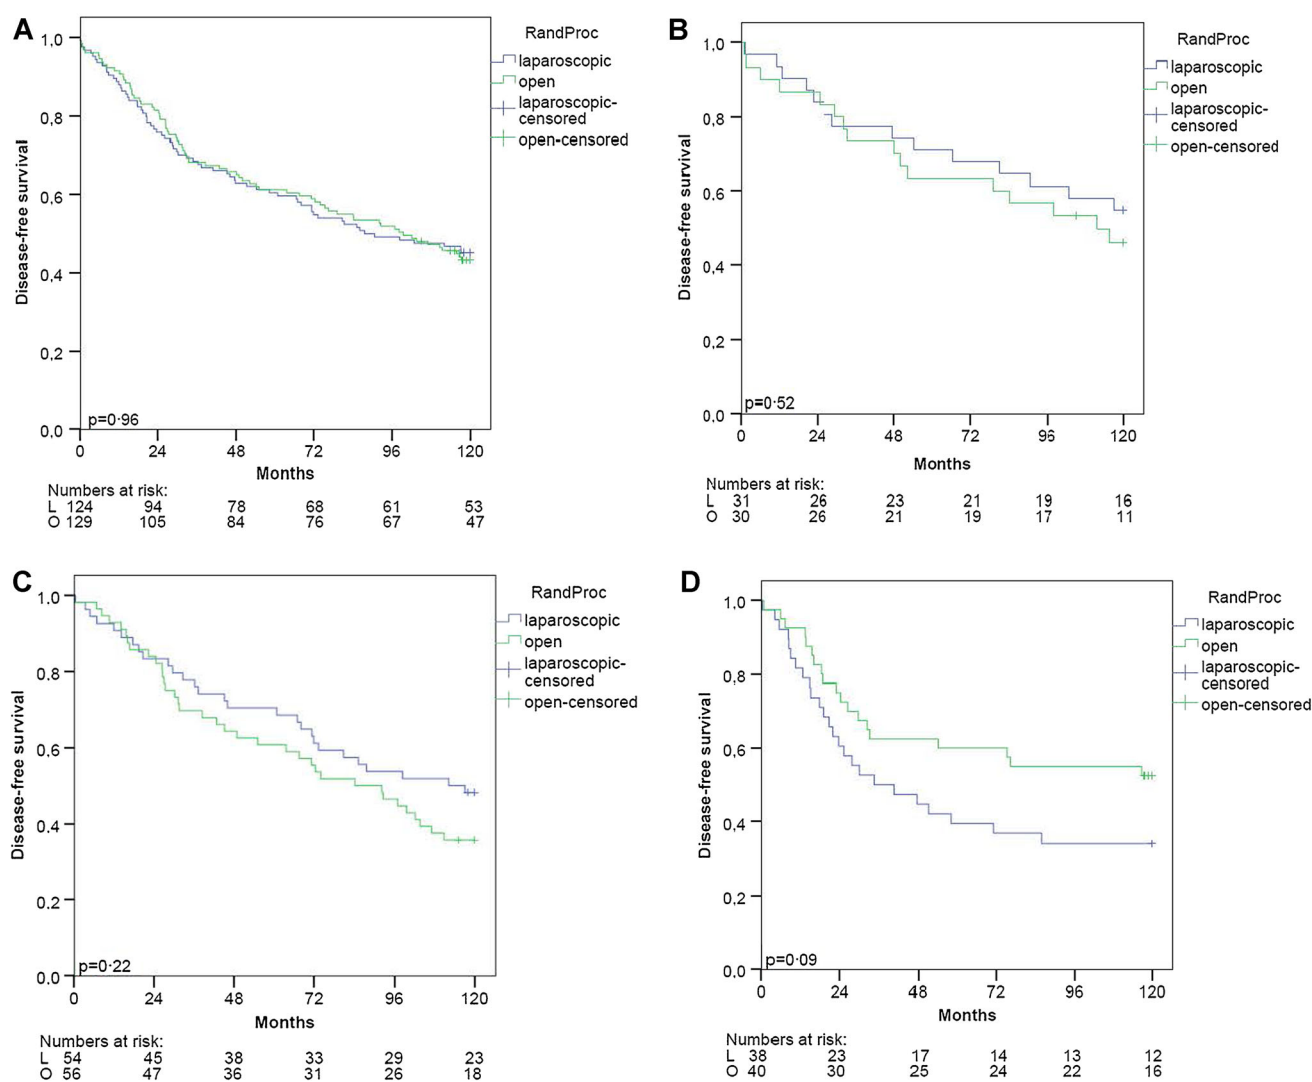 A
RandProc
laparoscopic
open
laparoscopic-
censored
open-censored
Disease-free survival
1,0
0,8
0,6
0,4
0,2
0,0
p=0·96
0 24 48 72 96 120
Months
Numbers at risk:
L 124 94 78 68 61 53
O 129 105 84 76 67 47
B
RandProc
laparoscopic
open
laparoscopic-
censored
open-censored
Disease-free survival
1,0
0,8
0,6
0,4
0,2
0,0
p=0·52
0 24 48 72 96 120
Months
Numbers at risk:
L 31 26 23 21 19 16
O 30 26 21 19 17 11
C
RandProc
laparoscopic
open
laparoscopic-
censored
open-censored
Disease-free survival
1.0
0,8
0,6
0,4
0,2
0.0
p=0·22
0 24 48 72 96 120
Months
Numbers at risk:
L 54 45 38 33 29 23
O 56 47 36 31 26 18
D
RandProc
laparoscopic
open
laparoscopic-
censored
open-censored
Disease-free survival
1,0
0,8
0,6
0,4
0,2
0,0
p=0·09
0 24 48 72 96 120
Months
Numbers at risk:
L 38 23 17 14 13 12
O 40 30 25 24 22 16